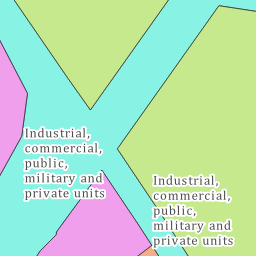 Industrial,
commercial,
public,
military and
private units
Industrial,
commercial,
public,
military and
private units